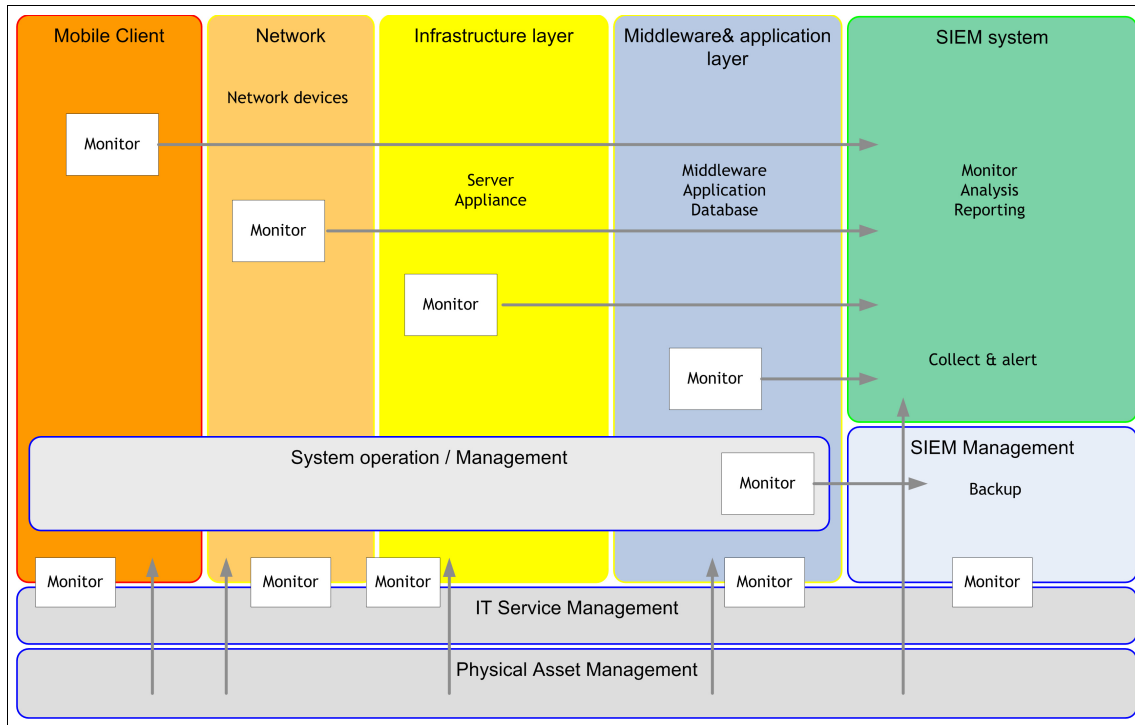 Mobile Client
Network
Infrastructure layer
Middleware& application
layer
SIEM system
Network devices
Monitor
Server
Appliance
Middleware
Application
Database
Monitor
Analysis
Reporting
Monitor
Monitor
Collect & alert
Monitor
System operation / Management
Monitor
SIEM Management
Backup
Monitor
Monitor
Monitor
Monitor
Monitor
IT Service Management
Physical Asset Management